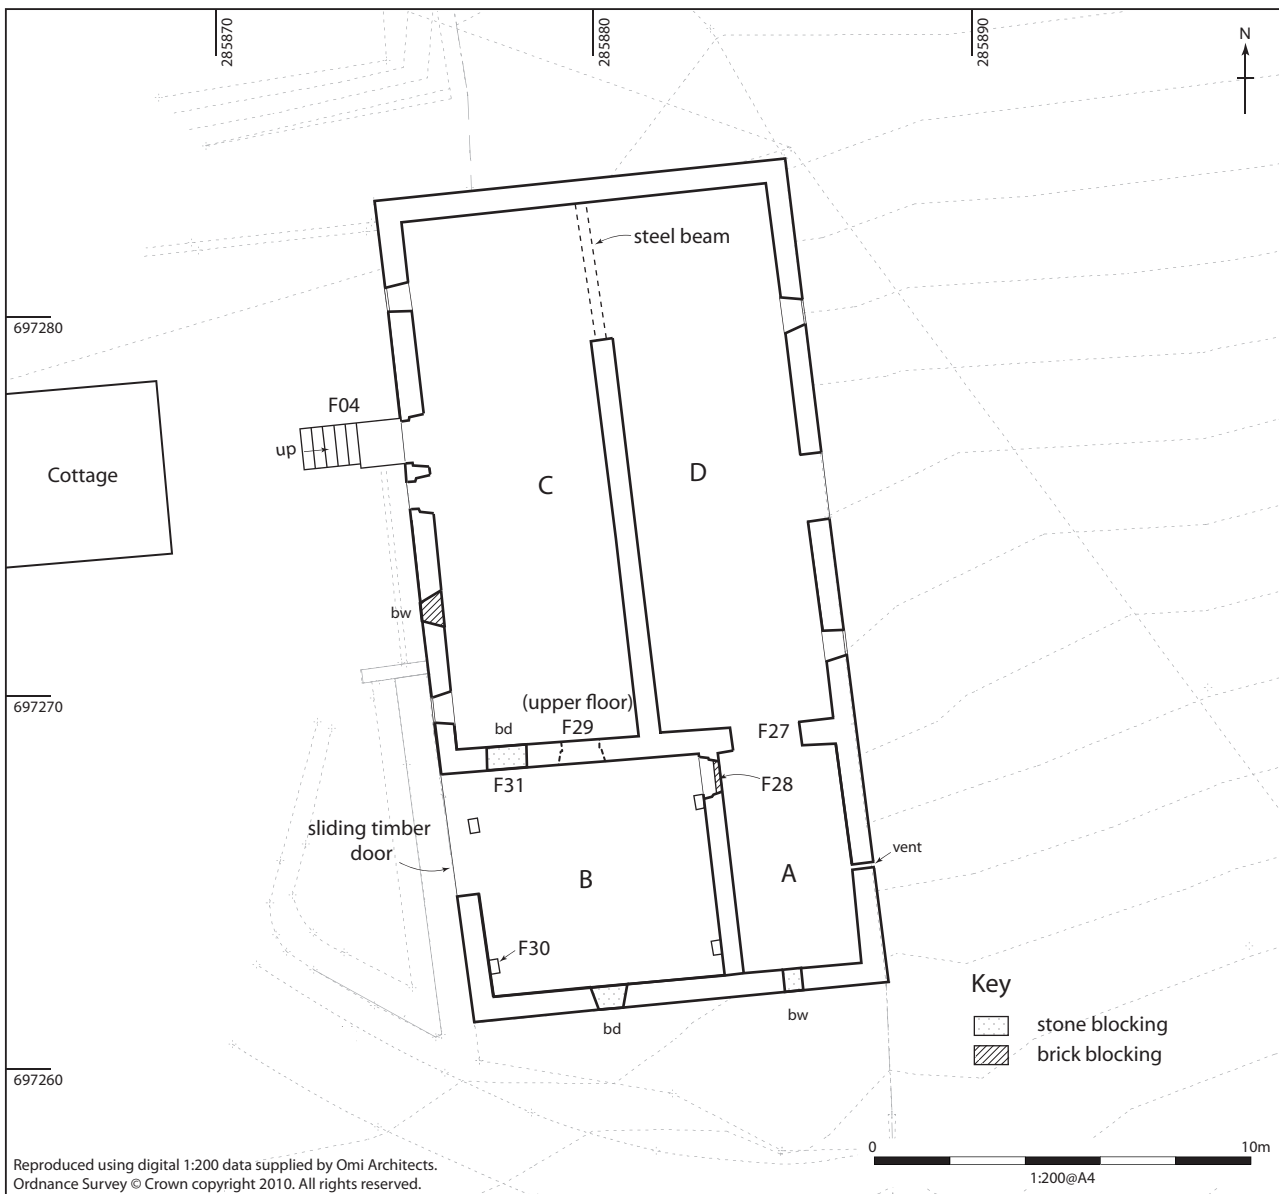 285870
285880
285890
N
steel beam
697280
F04
up
Cottage
C
D
bw
(upper floor)
697270
bd
F29
F27
F31
F28
sliding timber
door
vent
B
A
F30
Key
bd
bw
stone blocking
brick blocking
697260
0
10m
1:200@A4
Reproduced using digital 1:200 data supplied by Omi Architects.
Ordnance Survey © Crown copyright 2010. All rights reserved.